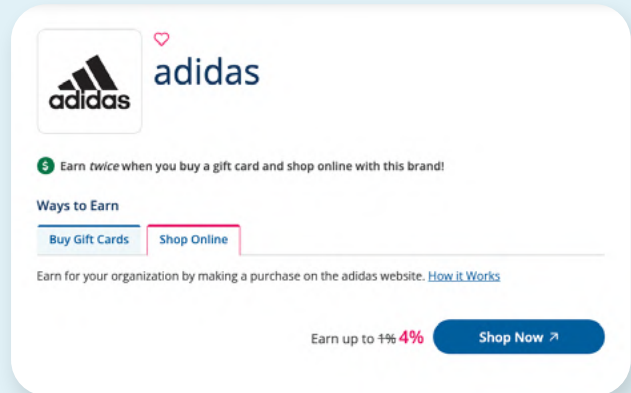 adidas
adidas
$ Earn twice when you buy a gift card and shop online with this brand!
Ways to Earn
Buy Gift Cards Shop Online
Earn for your organization by making a purchase on the adidas website. How it Works
Earn up to 1% 4% Shop Now ↗